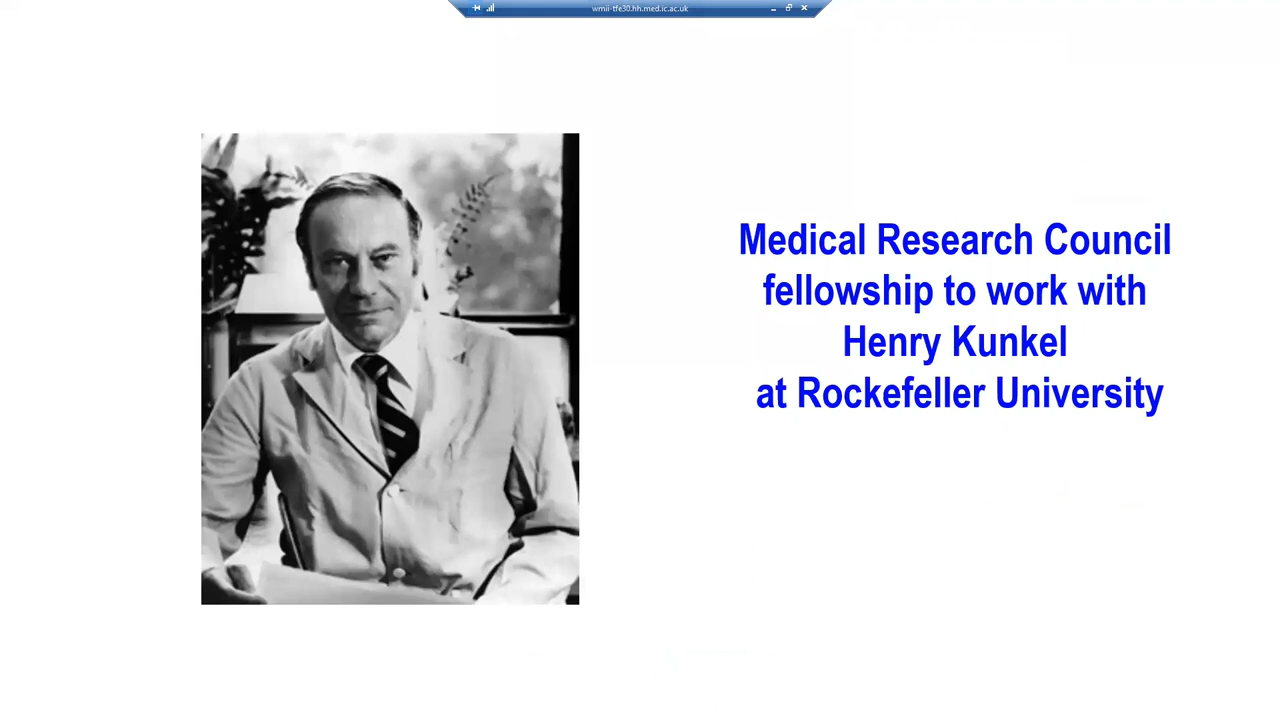 wmii-tfe30.hh.med.ic.ac.uk
Medical Research Council
fellowship to work with
Henry Kunkel
at Rockefeller University